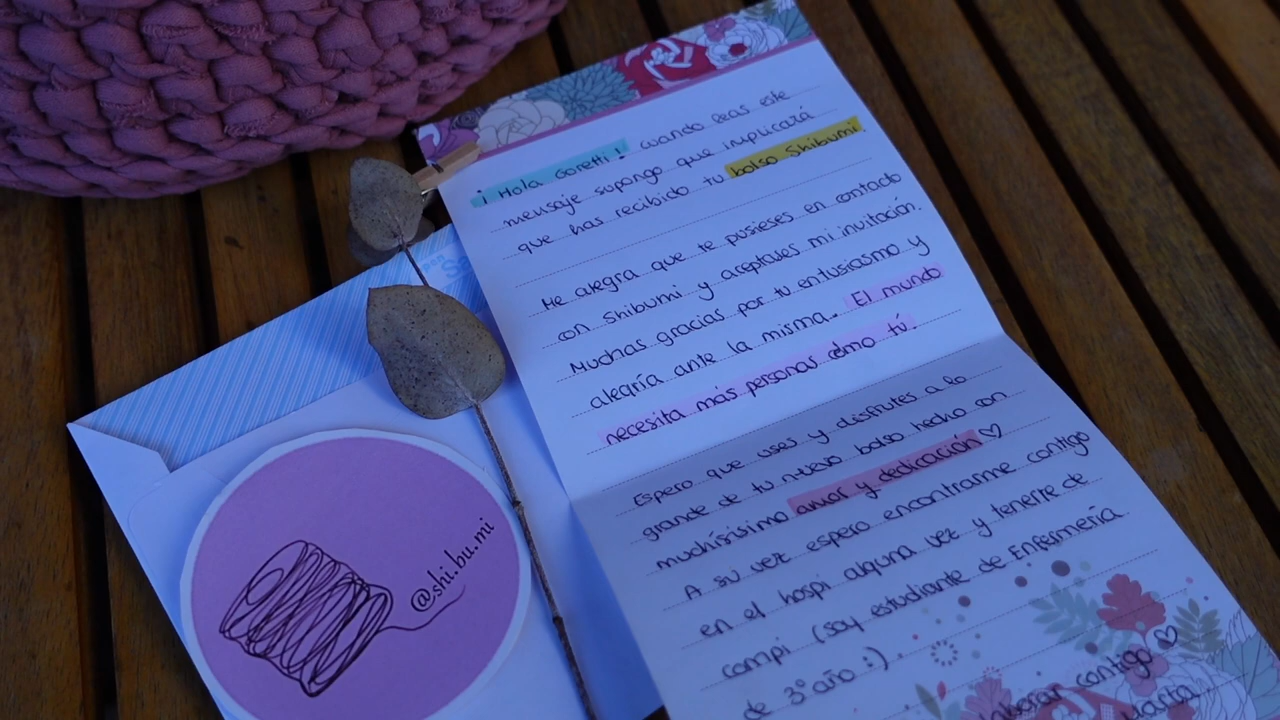 ¡Hola Goretti! Cuando leas este
mensaje supongo que implicará
que has recibido tu bolso Shibumi.
Me alegra que te pusieses en contacto
con Shibumi y aceptases mi invitación.
Muchas gracias por tu entusiasmo y
alegría ante la misma. El mundo
necesita más personas como tú.
Espero que uses y disfrutes a lo
grande de tu nuevo bolso hecho con
muchísimo amor y dedicación ♡
A su vez espero encontrarme contigo
en el hospi alguna vez y tenerte de
compi (soy estudiante de Enfermería
de 3º año :).
laborar contigo ♡
Marta
@shi.bu.mi